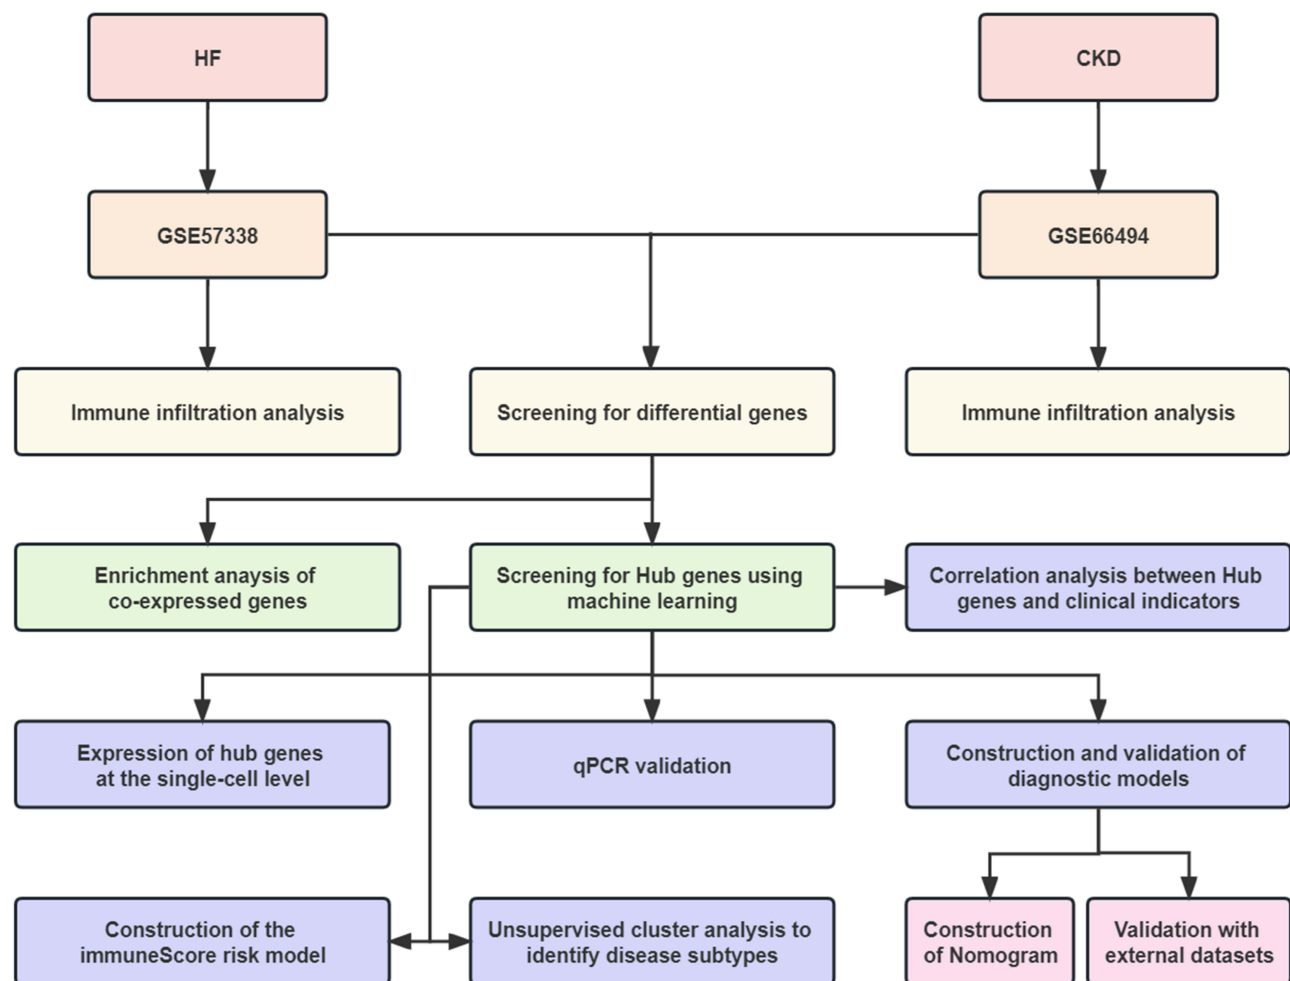 HF
CKD
GSE57338
GSE66494
Immune infiltration analysis
Screening for differential genes
Immune infiltration analysis
Enrichment anaysis of
co-expressed genes
Screening for Hub genes using
machine learning
Correlation analysis between Hub
genes and clinical indicators
Expression of hub genes
at the single-cell level
qPCR validation
Construction and validation of
diagnostic models
Construction of the
immuneScore risk model
Unsupervised cluster analysis to
identify disease subtypes
Construction
of Nomogram
Validation with
external datasets